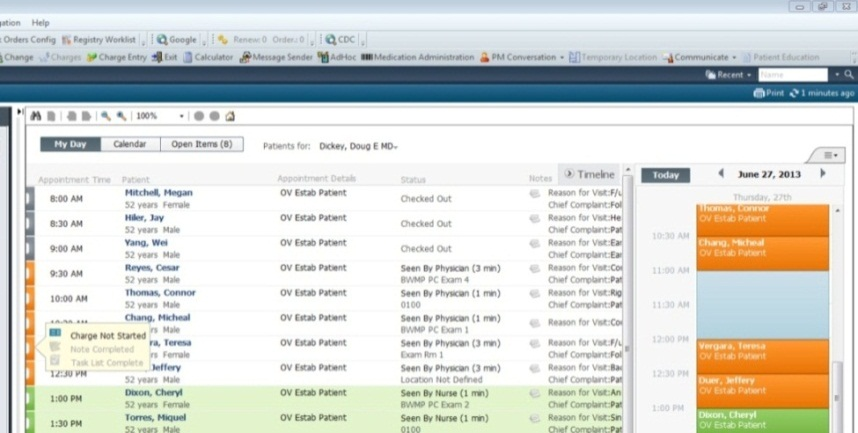 gation Help
Orders Config Registry Worklist Google Renew: 0 Order: 0 CDC
Change Charges Charge Entry Exit Calculator Message Sender AdHoc Medication Administration PM Conversation Temporary Location Communicate Patient Education
Recent Name
Print 1 minutes ago
100%
My Day Calendar Open Items (8) Patients for: Dickey, Doug E MD
Timeline
Today June 27, 2013
Appointment Time Patient Appointment Details Status Notes
Thursday, 27th
8:00 AM Mitchell, Megan OV Estab Patient Checked Out Reason for Visit:F/u
52 years Female Chief Complaint:Fol
8:30 AM Hiler, Jay OV Estab Patient Checked Out Reason for Visit:He
52 years Male Chief Complaint:Pat
9:00 AM Yang, Wei OV Estab Patient Checked Out Reason for Visit:Ear
52 years Male Chief Complaint:Ear
9:30 AM Reyes, Cesar OV Estab Patient Seen By Physician (3 min) Reason for Visit:Co
52 years Male BWMP PC Exam 4 Chief Complaint:Pat
10:00 AM Thomas, Connor OV Estab Patient Seen By Physician (1 min) Reason for Visit:Rig
52 years Male 0100 Chief Complaint:Pat
Chang, Micheal OV Estab Patient Seen By Physician (1 min) Reason for Visit:Co
Male BWMP PC Exam 1
Charge Not Started
Note Completed
Task List Complete
ra, Teresa OV Estab Patient Seen By Physician (3 min) Reason for Visit:F/u
Female Exam Rm 1 Chief Complaint:Fol
12:30 PM Jeffery OV Estab Patient Seen By Physician (3 min) Reason for Visit:Ba
52 years Male Location Not Defined Chief Complaint:Pat
1:00 PM Dixon, Cheryl OV Estab Patient Seen By Nurse (1 min) Reason for Visit:An
52 years Female BWMP PC Exam 2 Chief Complaint:Pat
1:30 PM Torres, Miquel OV Estab Patient Seen By Nurse (1 min) Reason for Visit:Sin
52 years Male 0100 Chief Complaint:Pat
Thomas, Connor
OV Estab Patient
10:30 AM
Chang, Micheal
OV Estab Patient
11:00 AM
11:30 AM
12:00 PM
Vergara, Teresa
OV Estab Patient
12:30 PM
Duer, Jeffery
OV Estab Patient
1:00 PM
Dixon, Cheryl
OV Estab Patient